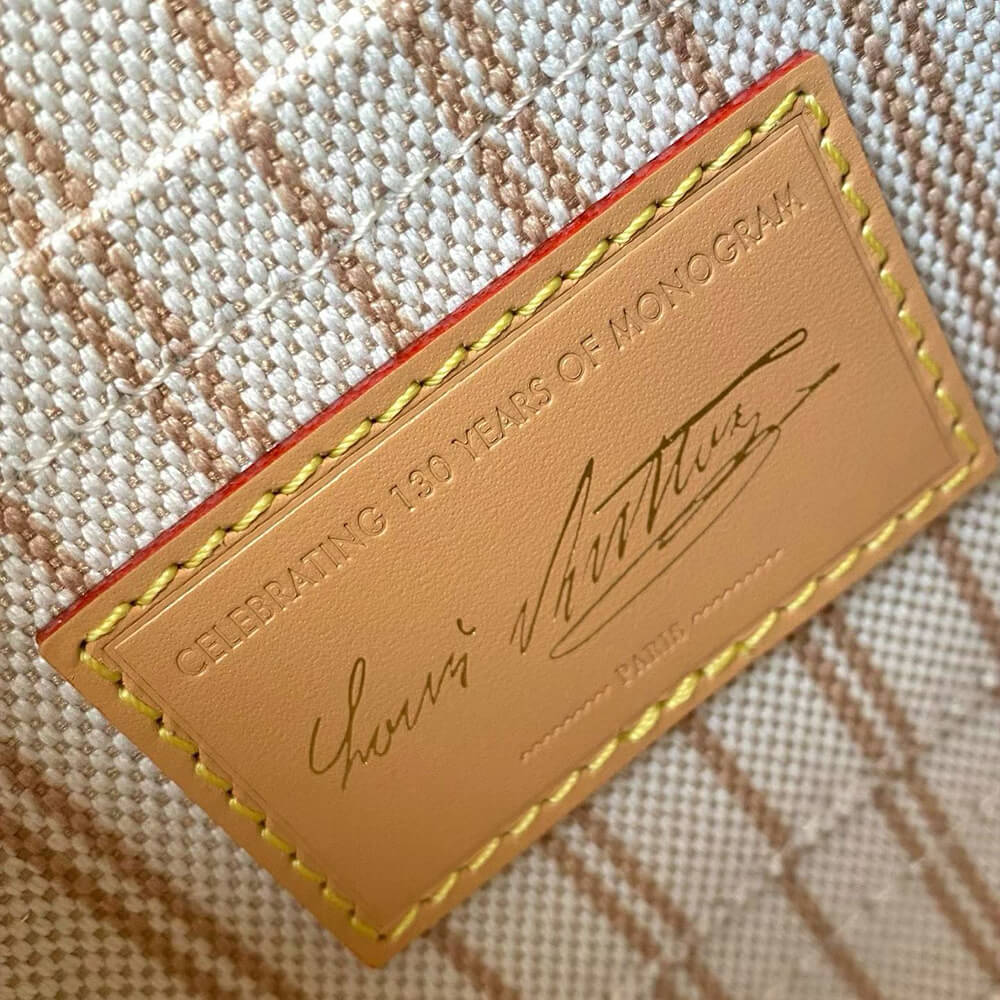 CELEBRATING 130 YEARS OF MONOGRAM
Louis Vuitton
PARIS